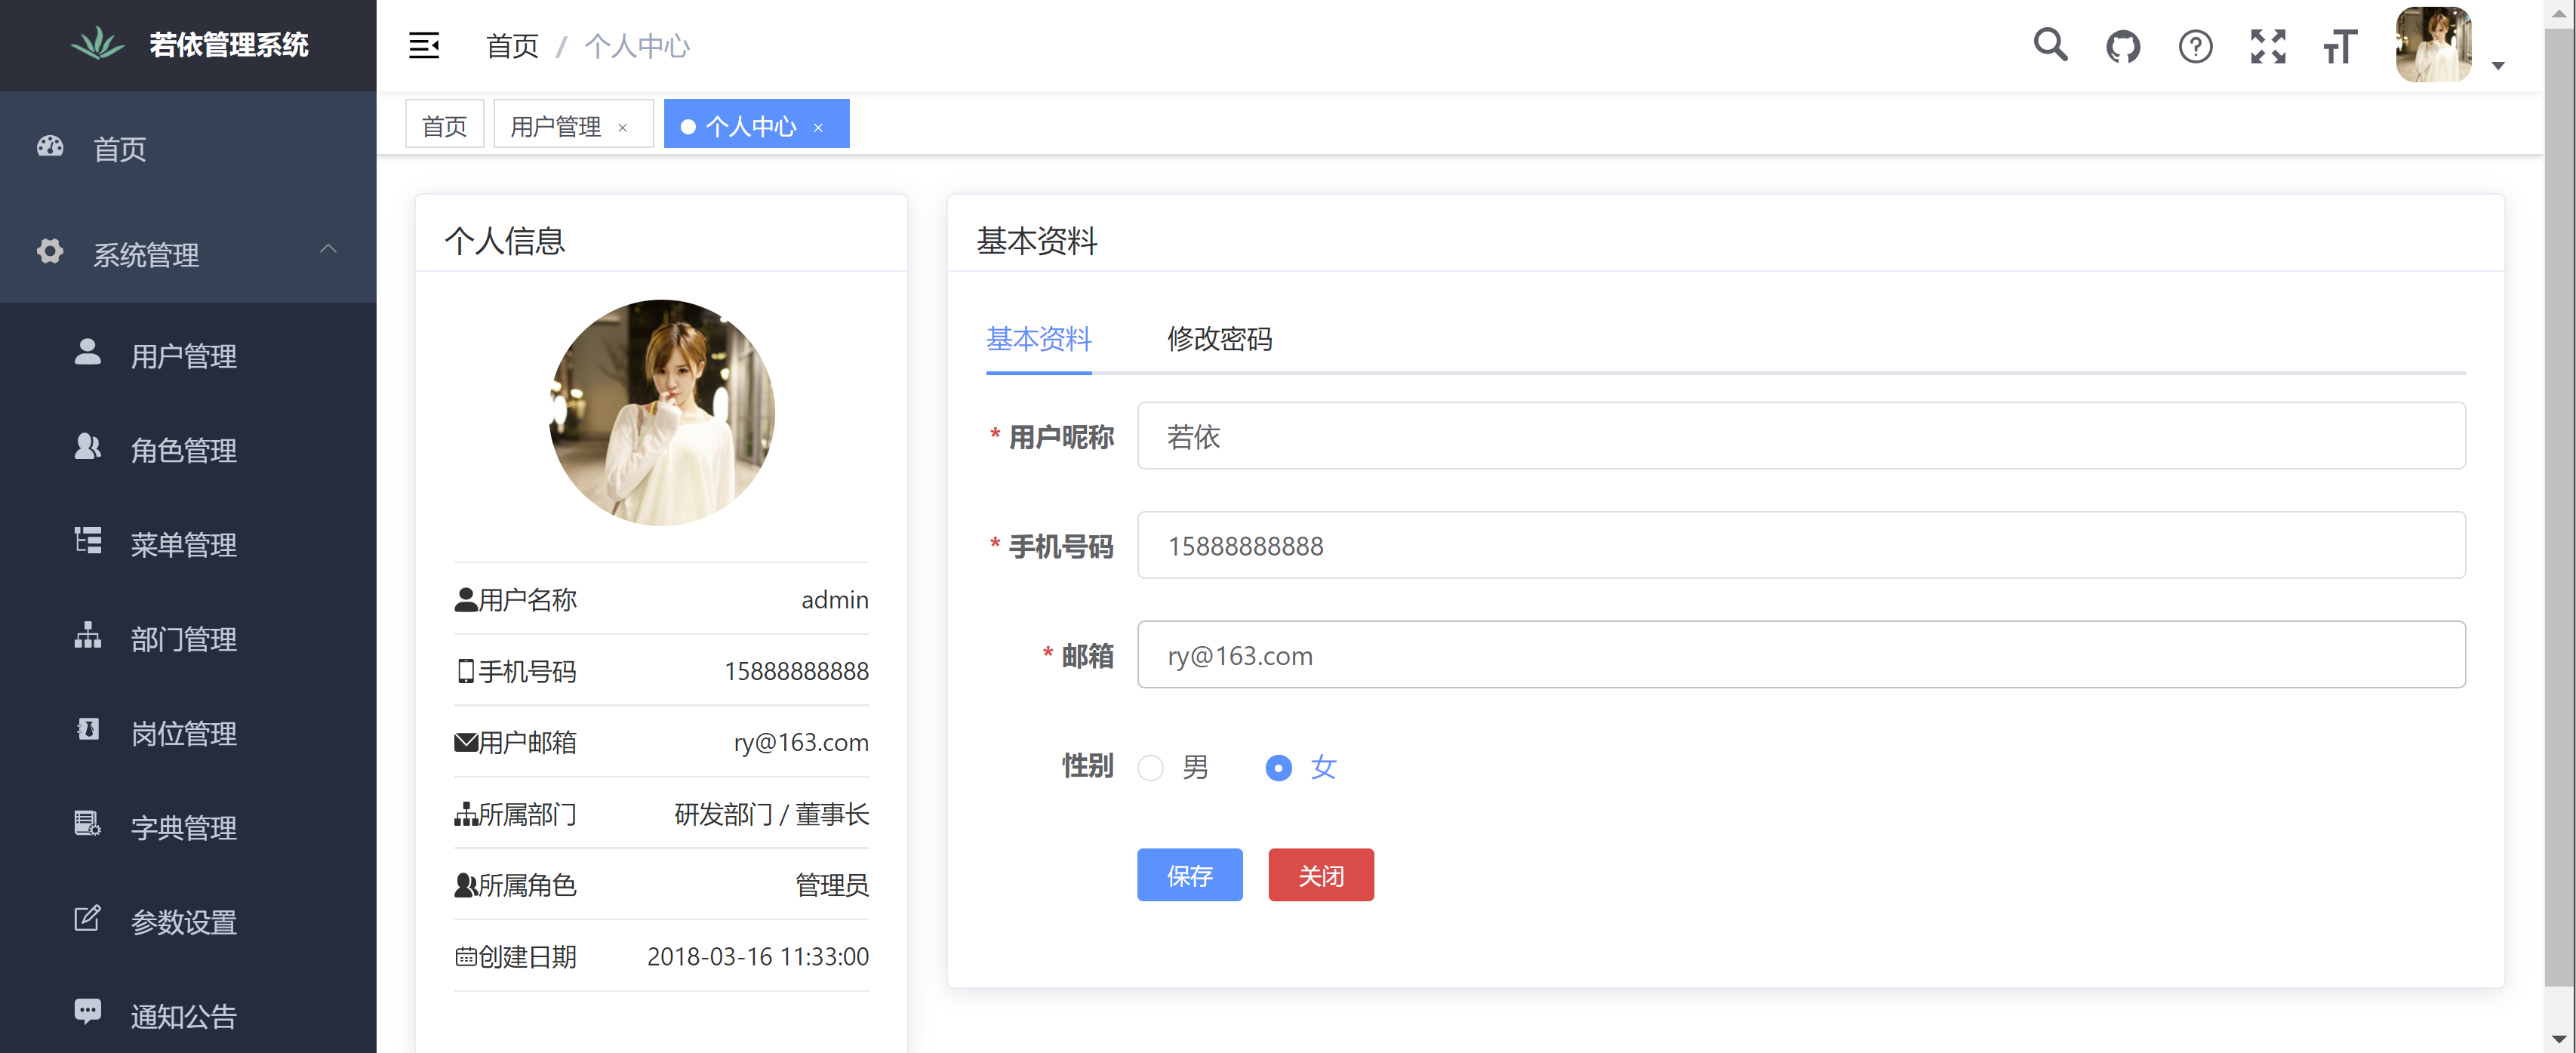 若依管理系统
首页 / 个人中心
首页
用户管理 ×
个人中心 ×
首页
系统管理
用户管理
角色管理
菜单管理
部门管理
岗位管理
字典管理
参数设置
通知公告
个人信息
用户名称 admin
手机号码 15888888888
用户邮箱 ry@163.com
所属部门 研发部门 / 董事长
所属角色 管理员
创建日期 2018-03-16 11:33:00
基本资料
基本资料 修改密码
* 用户昵称 若依
* 手机号码 15888888888
* 邮箱 ry@163.com
性别 男 女
保存 关闭